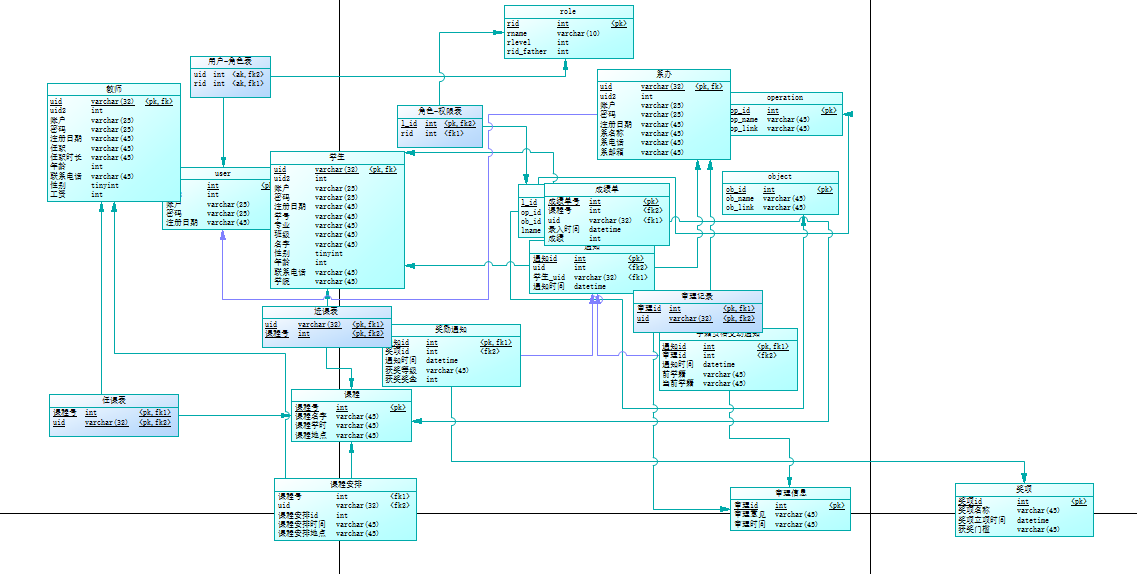 role
rid int <pk>
rname varchar(10)
rlevel int
rid_father int
用户-角色表
uid int <ak,fk2>
rid int <ak,fk1>
教师
uid varchar(32) <pk,fk>
uid2 int
账户 varchar(25)
密码 varchar(25)
注册日期 varchar(45)
任职 varchar(45)
任职时长 varchar(45)
年龄 int
联系电话 varchar(45)
性别 tinyint
工资 int
系办
uid varchar(32) <pk,fk>
uid2 int
账户 varchar(25)
密码 varchar(25)
注册日期 varchar(45)
系名称 varchar(45)
系电话 varchar(45)
系邮箱 varchar(45)
operation
op_id int <pk>
op_name varchar(45)
op_link varchar(45)
角色-权限表
l_id int <pk,fk2>
rid int <fk1>
学生
uid varchar(32) <pk,fk>
uid2 int
账户 varchar(25)
密码 varchar(25)
注册日期 varchar(45)
学号 varchar(45)
专业 varchar(45)
班级 varchar(45)
名字 varchar(45)
性别 tinyint
年龄 int
联系电话 varchar(45)
学院 varchar(45)
user
int
int
账户 varchar(25)
密码 varchar(25)
注册日期 varchar(45)
object
ob_id int <pk>
ob_name varchar(45)
ob_link varchar(45)
l_id
op_id
ob_id
lname
成绩单
成绩单号 int <pk>
课程号 int <fk2>
uid varchar(32) <fk1>
录入时间 datetime
成绩 int
通知
通知id int <pk>
uid int <fk2>
学生_uid varchar(32) <fk1>
通知时间 datetime
审理记录
审理id int <pk,fk1>
uid varchar(32) <pk,fk2>
选课表
uid varchar(32) <pk,fk1>
课程号 int <pk,fk2>
奖励通知
通知id int <pk,fk1>
奖项id int <fk2>
通知时间 datetime
获奖等级 varchar(45)
获奖奖金 int
通知id int <pk,fk1>
审理id int <fk2>
通知时间 datetime
前学籍 varchar(45)
当前学籍 varchar(45)
任课表
课程号 int <pk,fk1>
uid varchar(32) <pk,fk2>
课程
课程号 int <pk>
课程名字 varchar(45)
课程学时 varchar(45)
课程地点 varchar(45)
课程安排
课程号 int <fk1>
uid varchar(32) <fk2>
课程安排id int
课程安排时间 varchar(45)
课程安排地点 varchar(45)
审理信息
审理id int <pk>
审理意见 varchar(45)
审理时间 varchar(45)
奖项
奖项id int <pk>
奖项名称 varchar(45)
奖项立项时间 datetime
获奖门槛 varchar(45)